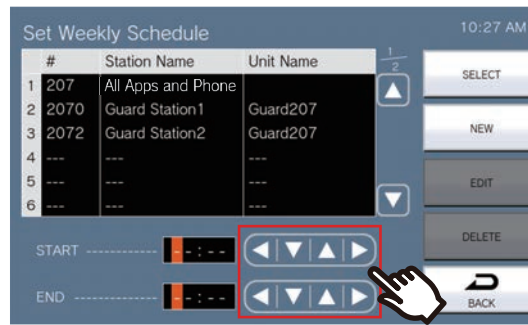 Set Weekly Schedule 10:27 AM
# Station Name Unit Name 1/2
1 207 All Apps and Phone
2 2070 Guard Station1 Guard207
3 2072 Guard Station2 Guard207
4 --- --- ---
5 --- --- ---
6 --- --- ---
START ------------ --:--
END -------------- --:--
SELECT
NEW
EDIT
DELETE
BACK